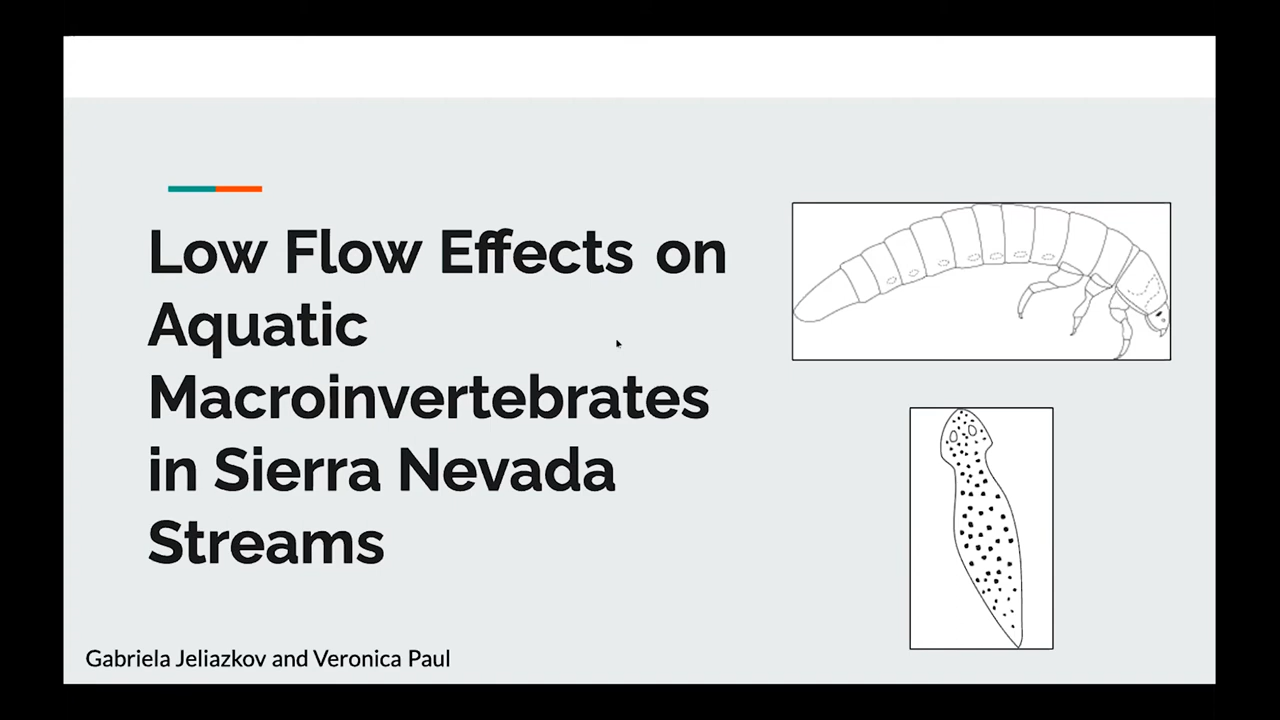 Low Flow Effects on
Aquatic
Macroinvertebrates
in Sierra Nevada
Streams
Gabriela Jeliazkov and Veronica Paul